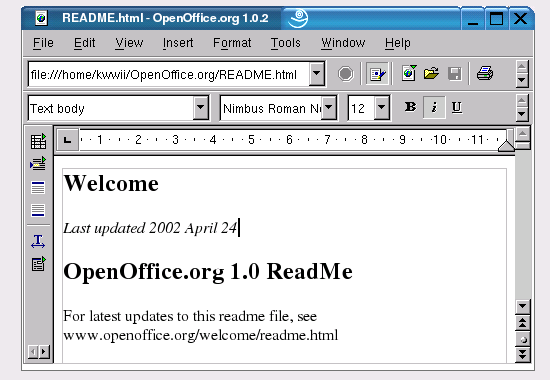 README.html - OpenOffice.org 1.0.2
File Edit View Insert Format Tools Window Help
file:///home/kwwii/OpenOffice.org/README.html
Text body Nimbus Roman N 12 B i U
1 2 3 4 5 6 7 8 9 10 11
Welcome
Last updated 2002 April 24
OpenOffice.org 1.0 ReadMe
For latest updates to this readme file, see
www.openoffice.org/welcome/readme.html